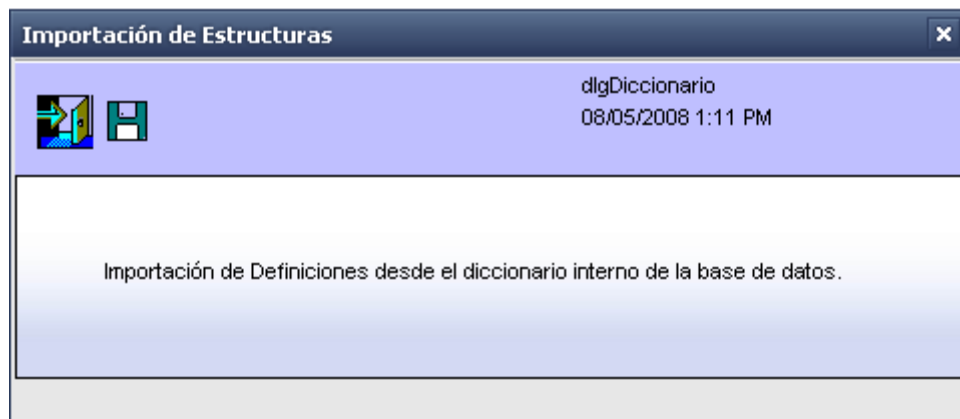 Importación de Estructuras
dlgDiccionario
08/05/2008 1:11 PM
Importación de Definiciones desde el diccionario interno de la base de datos.